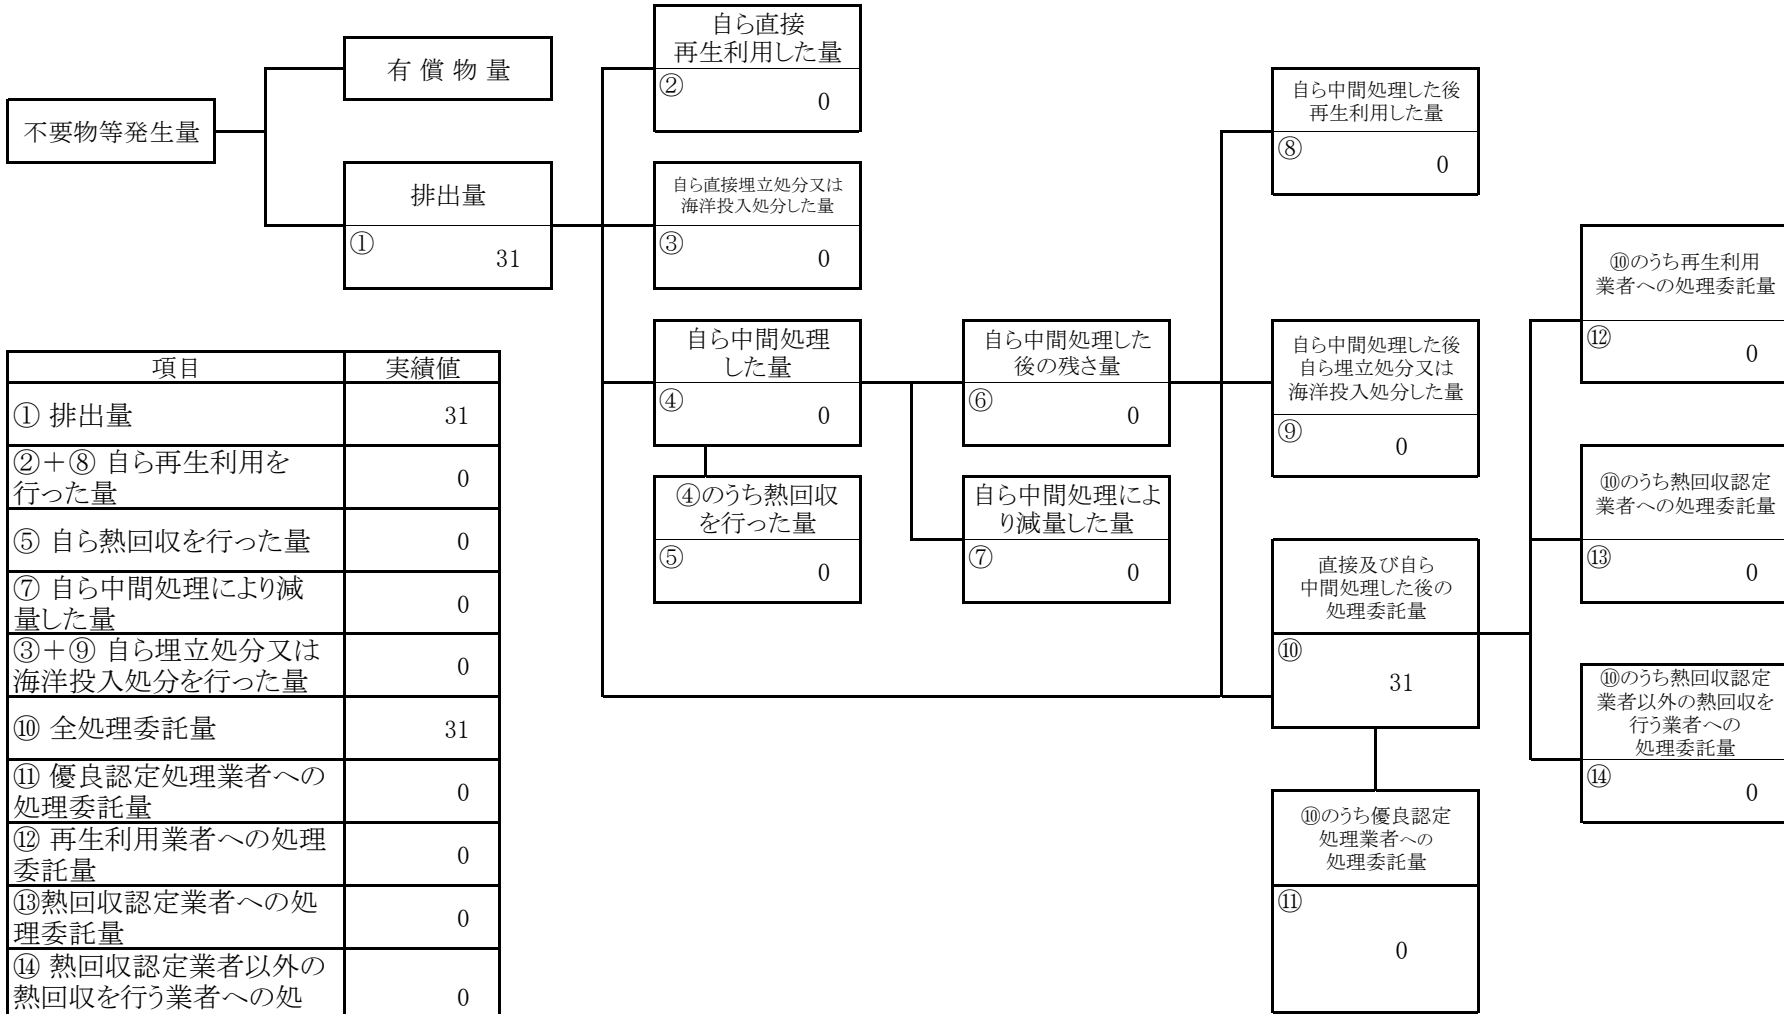 自ら直接
再生利用した量
②
0
有 償 物 量
不要物等発生量
排出量
①
31
自ら直接埋立処分又は
海洋投入処分した量
③
0
自ら中間処理した後
再生利用した量
⑧
0
自ら中間処理
した量
④
0
自ら中間処理した
後の残さ量
⑥
0
自ら中間処理した後
自ら埋立処分又は
海洋投入処分した量
⑨
0
④のうち熱回収
を行った量
⑤
0
自ら中間処理によ
り減量した量
⑦
0
直接及び自ら
中間処理した後の
処理委託量
⑩
31
⑩のうち優良認定
処理業者への
処理委託量
⑪
0
⑩のうち再生利用
業者への処理委託量
⑫
0
⑩のうち熱回収認定
業者への処理委託量
⑬
0
⑩のうち熱回収認定
業者以外の熱回収を
行う業者への
処理委託量
⑭
0
項目 実績値
① 排出量 31
②+⑧ 自ら再生利用を
行った量 0
⑤ 自ら熱回収を行った量 0
⑦ 自ら中間処理により減
量した量 0
③+⑨ 自ら埋立処分又は
海洋投入処分を行った量 0
⑩ 全処理委託量 31
⑪ 優良認定処理業者への
処理委託量 0
⑫ 再生利用業者への処理
委託量 0
⑬熱回収認定業者への処
理委託量 0
⑭ 熱回収認定業者以外の
熱回収を行う業者への処 0